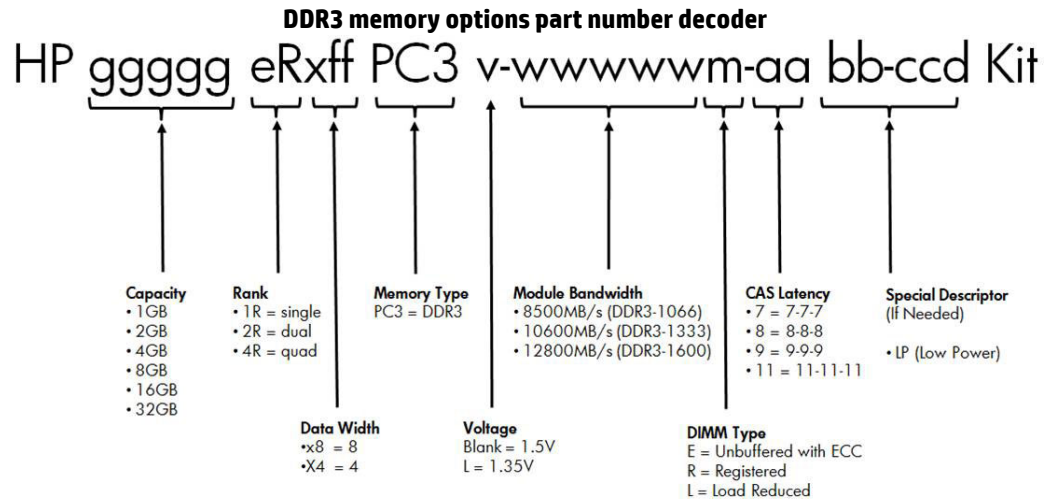 DDR3 memory options part number decoder
HP ggggg eRxff PC3 v-wwwwwm-aa bb-ccd Kit
Capacity
• 1GB
• 2GB
• 4GB
• 8GB
• 16GB
• 32GB
Rank
• 1R = single
• 2R = dual
• 4R = quad
Memory Type
PC3 = DDR3
Module Bandwidth
• 8500MB/s (DDR3-1066)
• 10600MB/s (DDR3-1333)
• 12800MB/s (DDR3-1600)
CAS Latency
• 7 = 7-7-7
• 8 = 8-8-8
• 9 = 9-9-9
• 11 = 11-11-11
Special Descriptor
(If Needed)
• LP (Low Power)
Data Width
•x8 = 8
•X4 = 4
Voltage
Blank = 1.5V
L = 1.35V
DIMM Type
E = Unbuffered with ECC
R = Registered
L = Load Reduced